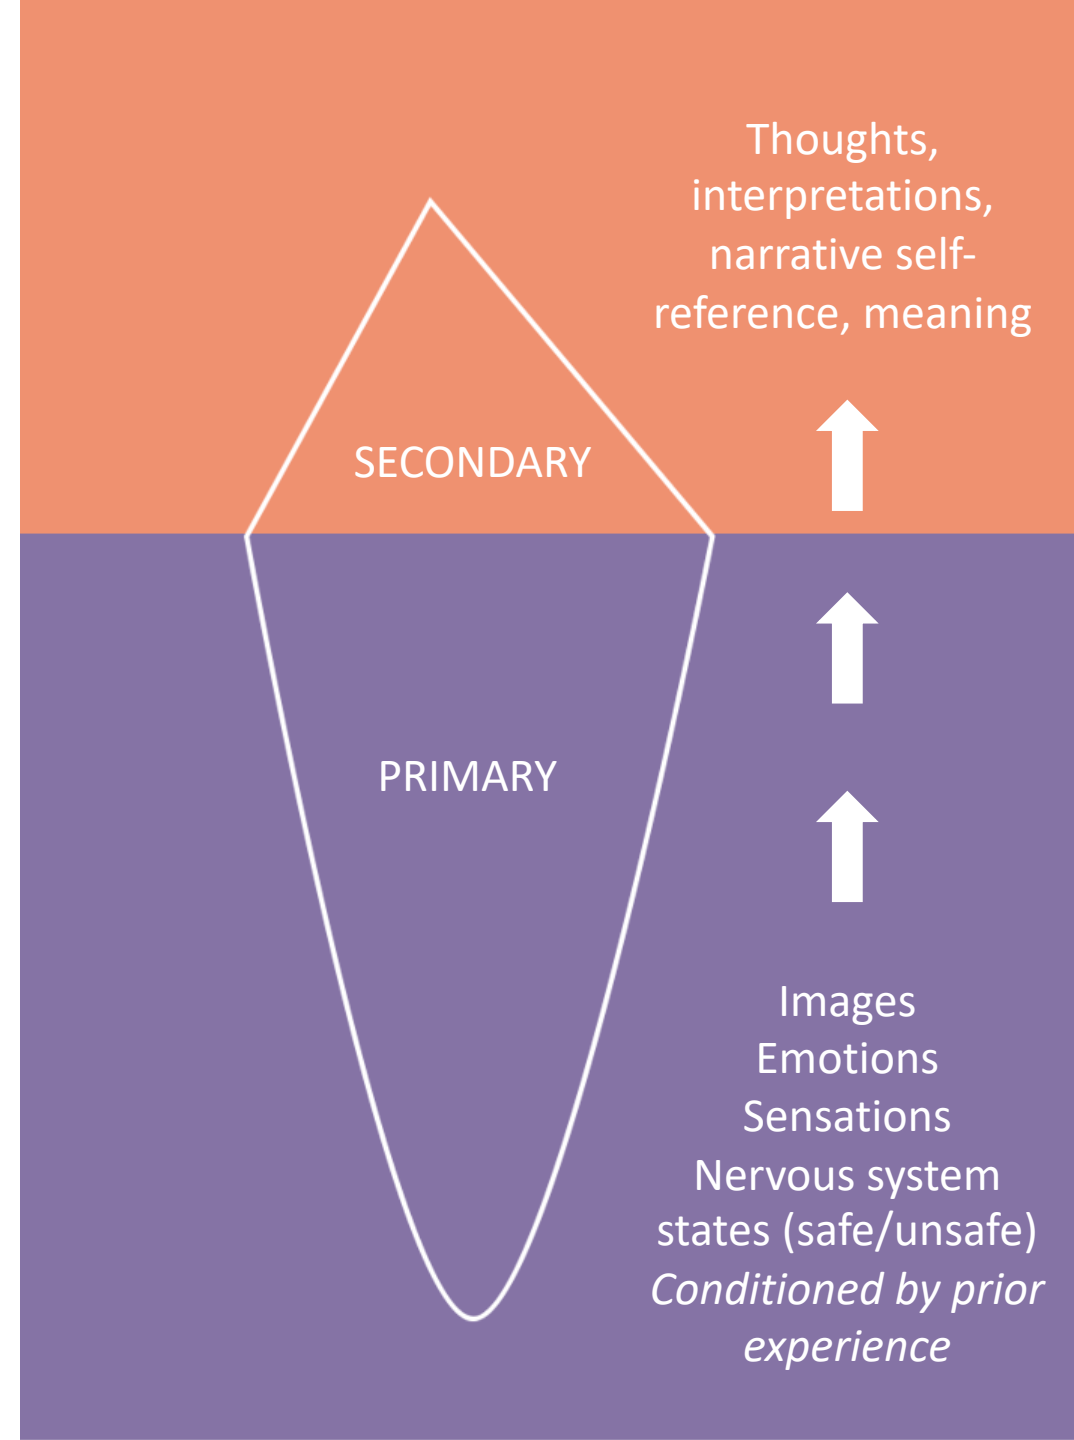 Thoughts,
interpretations,
narrative self-
reference, meaning
SECONDARY
PRIMARY
Images
Emotions
Sensations
Nervous system
states (safe/unsafe)
Conditioned by prior
experience